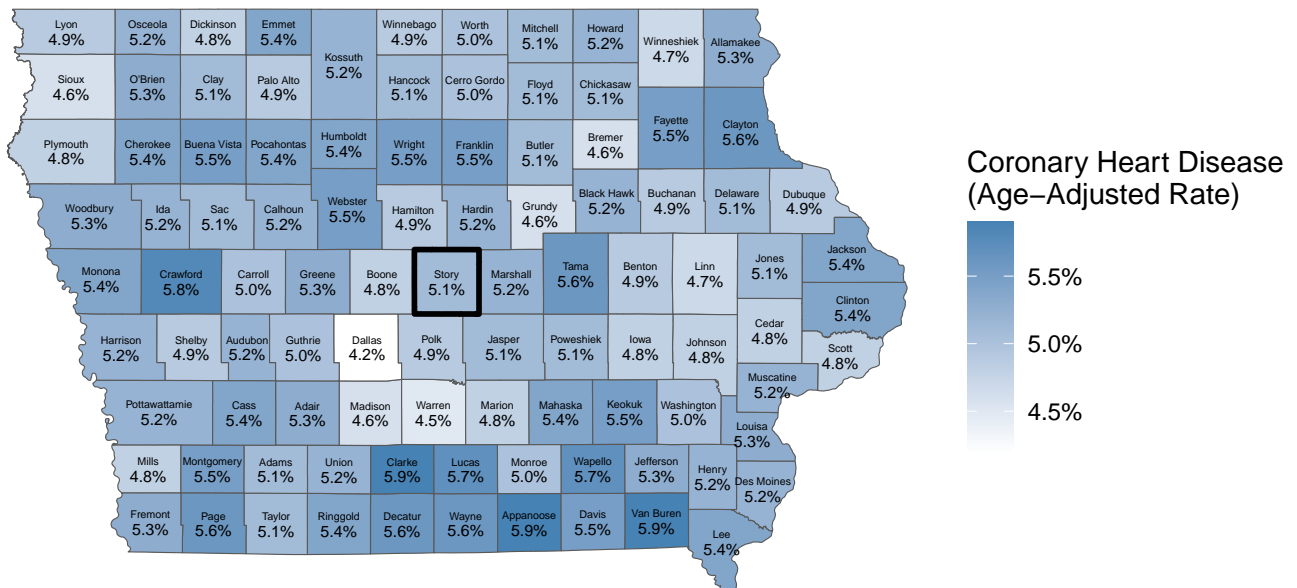 Lyon
4.9%
Osceola
5.2%
Dickinson
4.8%
Emmet
5.4%
Kossuth
5.2%
Winnebago
4.9%
Worth
5.0%
Mitchell
5.1%
Howard
5.2%
Winneshiek
4.7%
Allamakee
5.3%
Sioux
4.6%
O'Brien
5.3%
Clay
5.1%
Palo Alto
4.9%
Hancock
5.1%
Cerro Gordo
5.0%
Floyd
5.1%
Chickasaw
5.1%
Fayette
5.5%
Clayton
5.6%
Plymouth
4.8%
Cherokee
5.4%
Buena Vista
5.5%
Pocahontas
5.4%
Humboldt
5.4%
Wright
5.5%
Franklin
5.5%
Butler
5.1%
Bremer
4.6%
Woodbury
5.3%
Ida
5.2%
Sac
5.1%
Calhoun
5.2%
Webster
5.5%
Hamilton
4.9%
Hardin
5.2%
Grundy
4.6%
Black Hawk
5.2%
Buchanan
4.9%
Delaware
5.1%
Dubuque
4.9%
Monona
5.4%
Crawford
5.8%
Carroll
5.0%
Greene
5.3%
Boone
4.8%
Story
5.1%
Marshall
5.2%
Tama
5.6%
Benton
4.9%
Linn
4.7%
Jones
5.1%
Jackson
5.4%
Clinton
5.4%
Harrison
5.2%
Shelby
4.9%
Audubon
5.2%
Guthrie
5.0%
Dallas
4.2%
Polk
4.9%
Jasper
5.1%
Poweshiek
5.1%
Iowa
4.8%
Johnson
4.8%
Cedar
4.8%
Scott
4.8%
Muscatine
5.2%
Pottawattamie
5.2%
Cass
5.4%
Adair
5.3%
Madison
4.6%
Warren
4.5%
Marion
4.8%
Mahaska
5.4%
Keokuk
5.5%
Washington
5.0%
Louisa
5.3%
Mills
4.8%
Montgomery
5.5%
Adams
5.1%
Union
5.2%
Clarke
5.9%
Lucas
5.7%
Monroe
5.0%
Wapello
5.7%
Jefferson
5.3%
Henry
5.2%
Des Moines
5.2%
Fremont
5.3%
Page
5.6%
Taylor
5.1%
Ringgold
5.4%
Decatur
5.6%
Wayne
5.6%
Appanoose
5.9%
Davis
5.5%
Van Buren
5.9%
Lee
5.4%
Coronary Heart Disease
(Age−Adjusted Rate)
5.5%
5.0%
4.5%